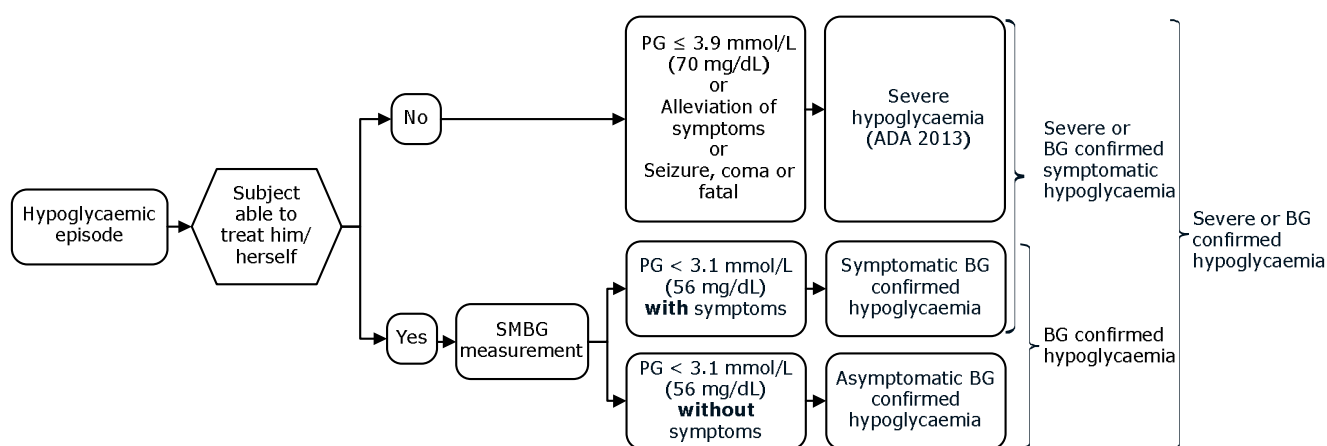 Hypoglycaemic
episode
Subject
able to
treat him/
herself
No
Yes
SMBG
measurement
PG ≤ 3.9 mmol/L
(70 mg/dL)
or
Alleviation of
symptoms
or
Seizure, coma or
fatal
Severe
hypoglycaemia
(ADA 2013)
PG < 3.1 mmol/L
(56 mg/dL)
with symptoms
Symptomatic BG
confirmed
hypoglycaemia
PG < 3.1 mmol/L
(56 mg/dL)
without
symptoms
Asymptomatic BG
confirmed
hypoglycaemia
Severe or
BG confirmed
symptomatic
hypoglycaemia
BG confirmed
hypoglycaemia
Severe or BG
confirmed
hypoglycaemia